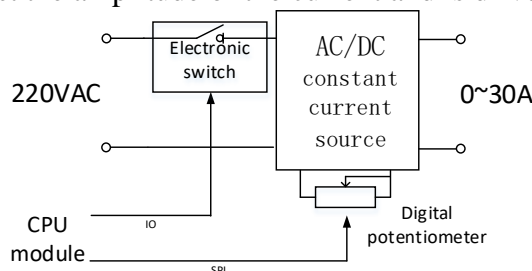 Electronic
switch
AC/DC
constant
current
source
220VAC
0~30A
CPU
module
IO
Digital
potentiometer
SPI